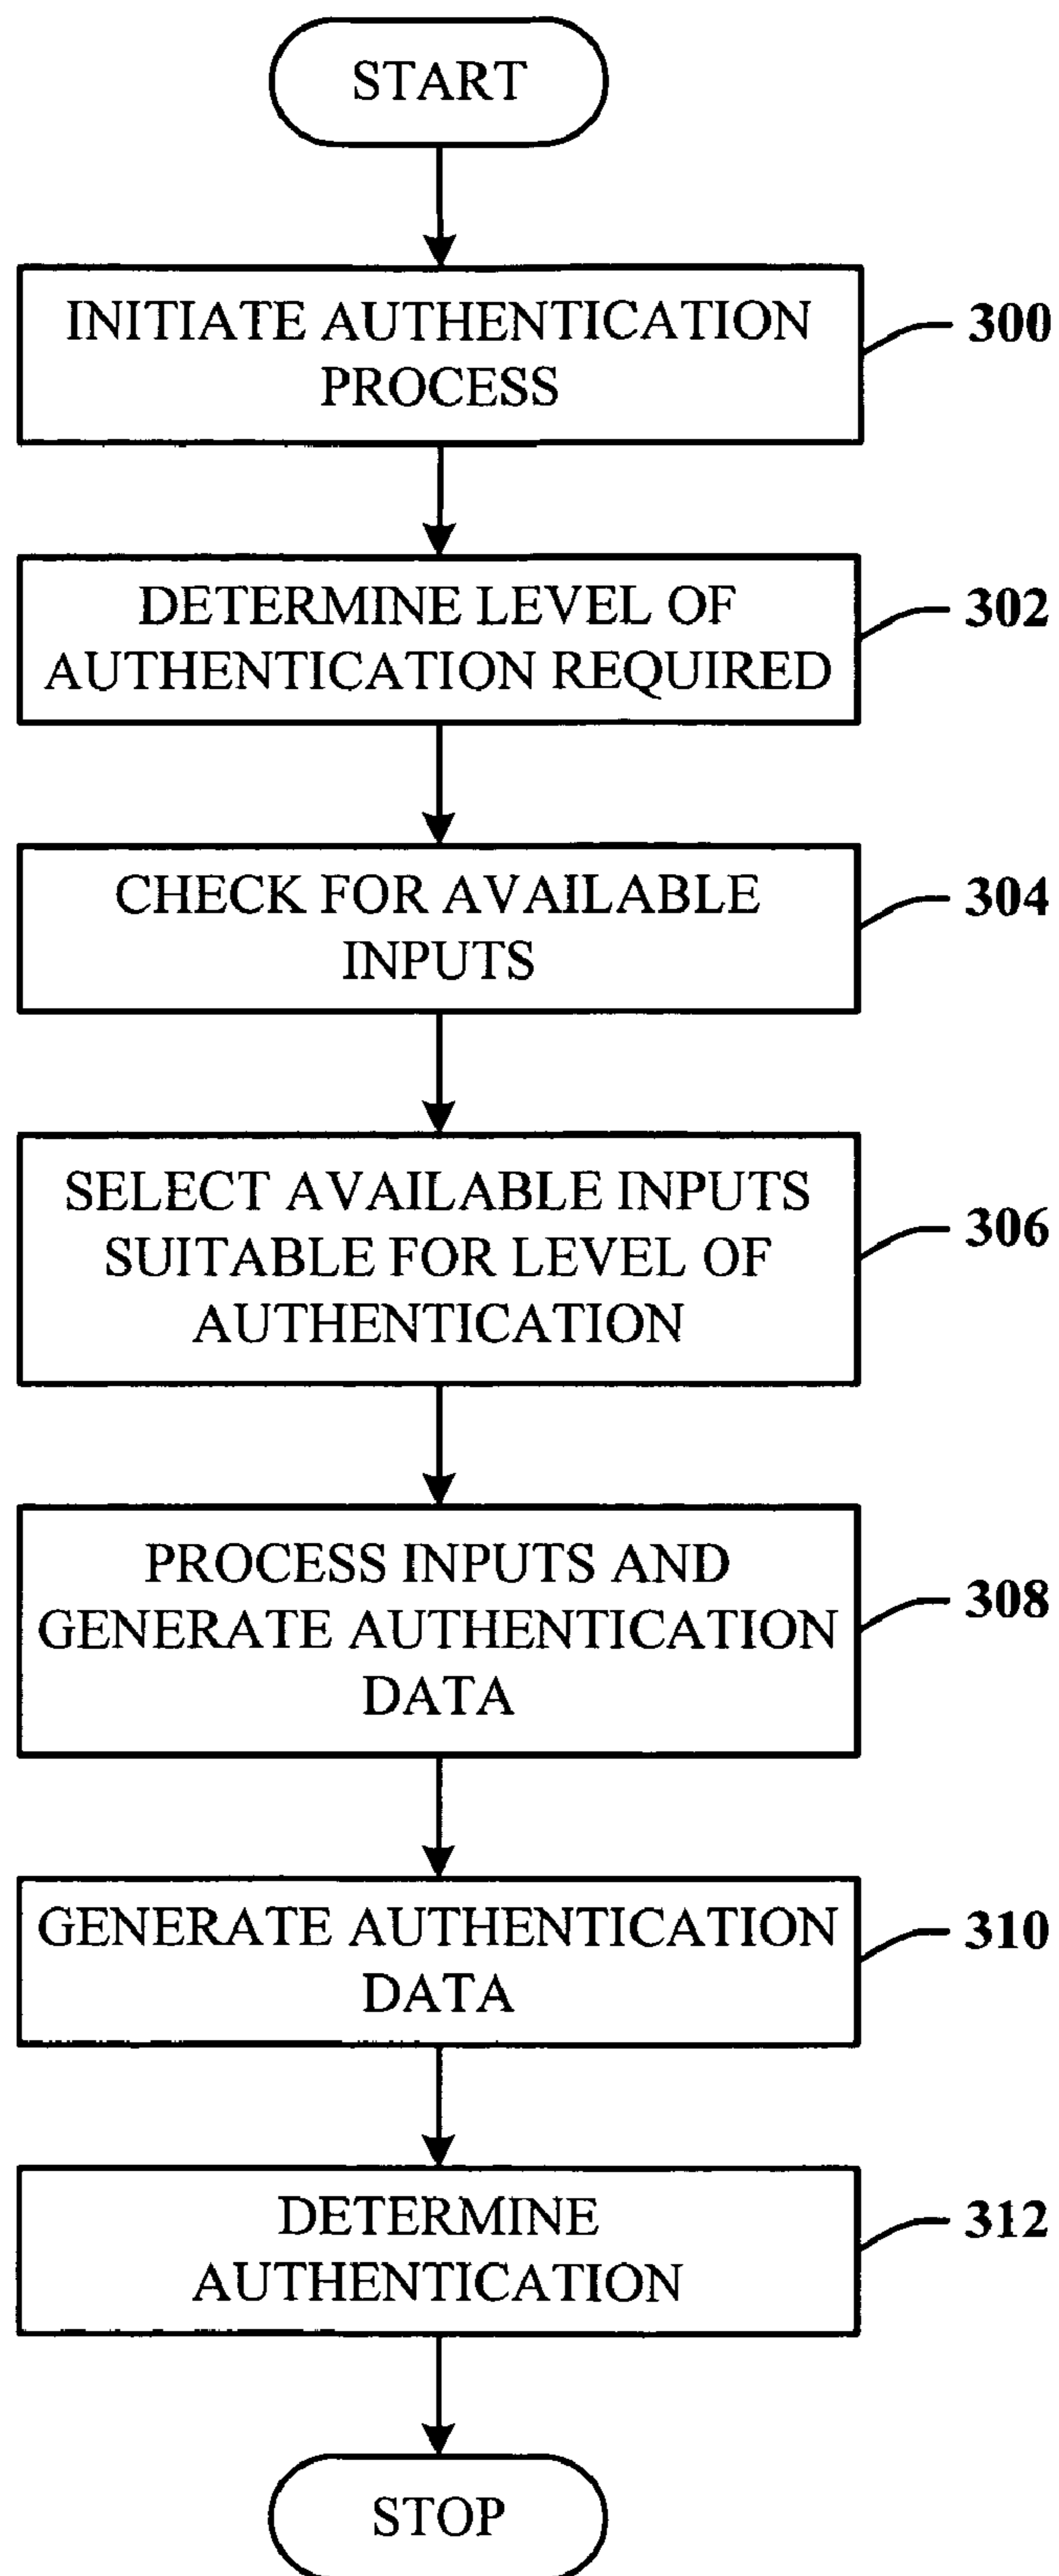 START
INITIATE AUTHENTICATION
PROCESS
300
DETERMINE LEVEL OF
AUTHENTICATION REQUIRED
302
CHECK FOR AVAILABLE
INPUTS
304
SELECT AVAILABLE INPUTS
SUITABLE FOR LEVEL OF
AUTHENTICATION
306
PROCESS INPUTS AND
GENERATE AUTHENTICATION
DATA
308
GENERATE AUTHENTICATION
DATA
310
DETERMINE
AUTHENTICATION
312
STOP